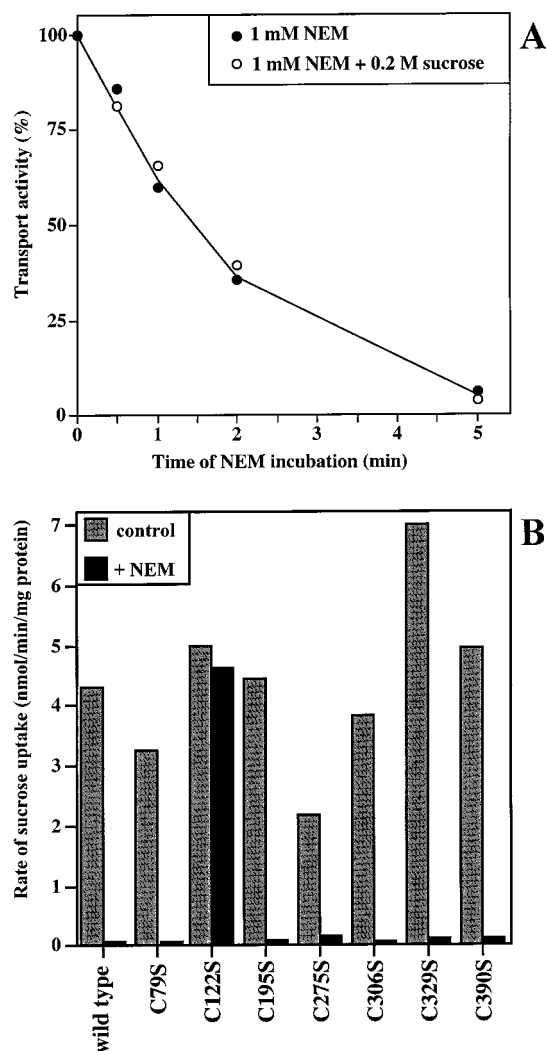 A
1 mM NEM
1 mM NEM + 0.2 M sucrose
Transport activity (%)
100
75
50
25
0
0
1
2
3
4
5
Time of NEM incubation (min)
B
control
+ NEM
Rate of sucrose uptake (nmol/min/mg protein)
7
6
5
4
3
2
1
0
wild type
C79S
C122S
C195S
C275S
C306S
C329S
C390S